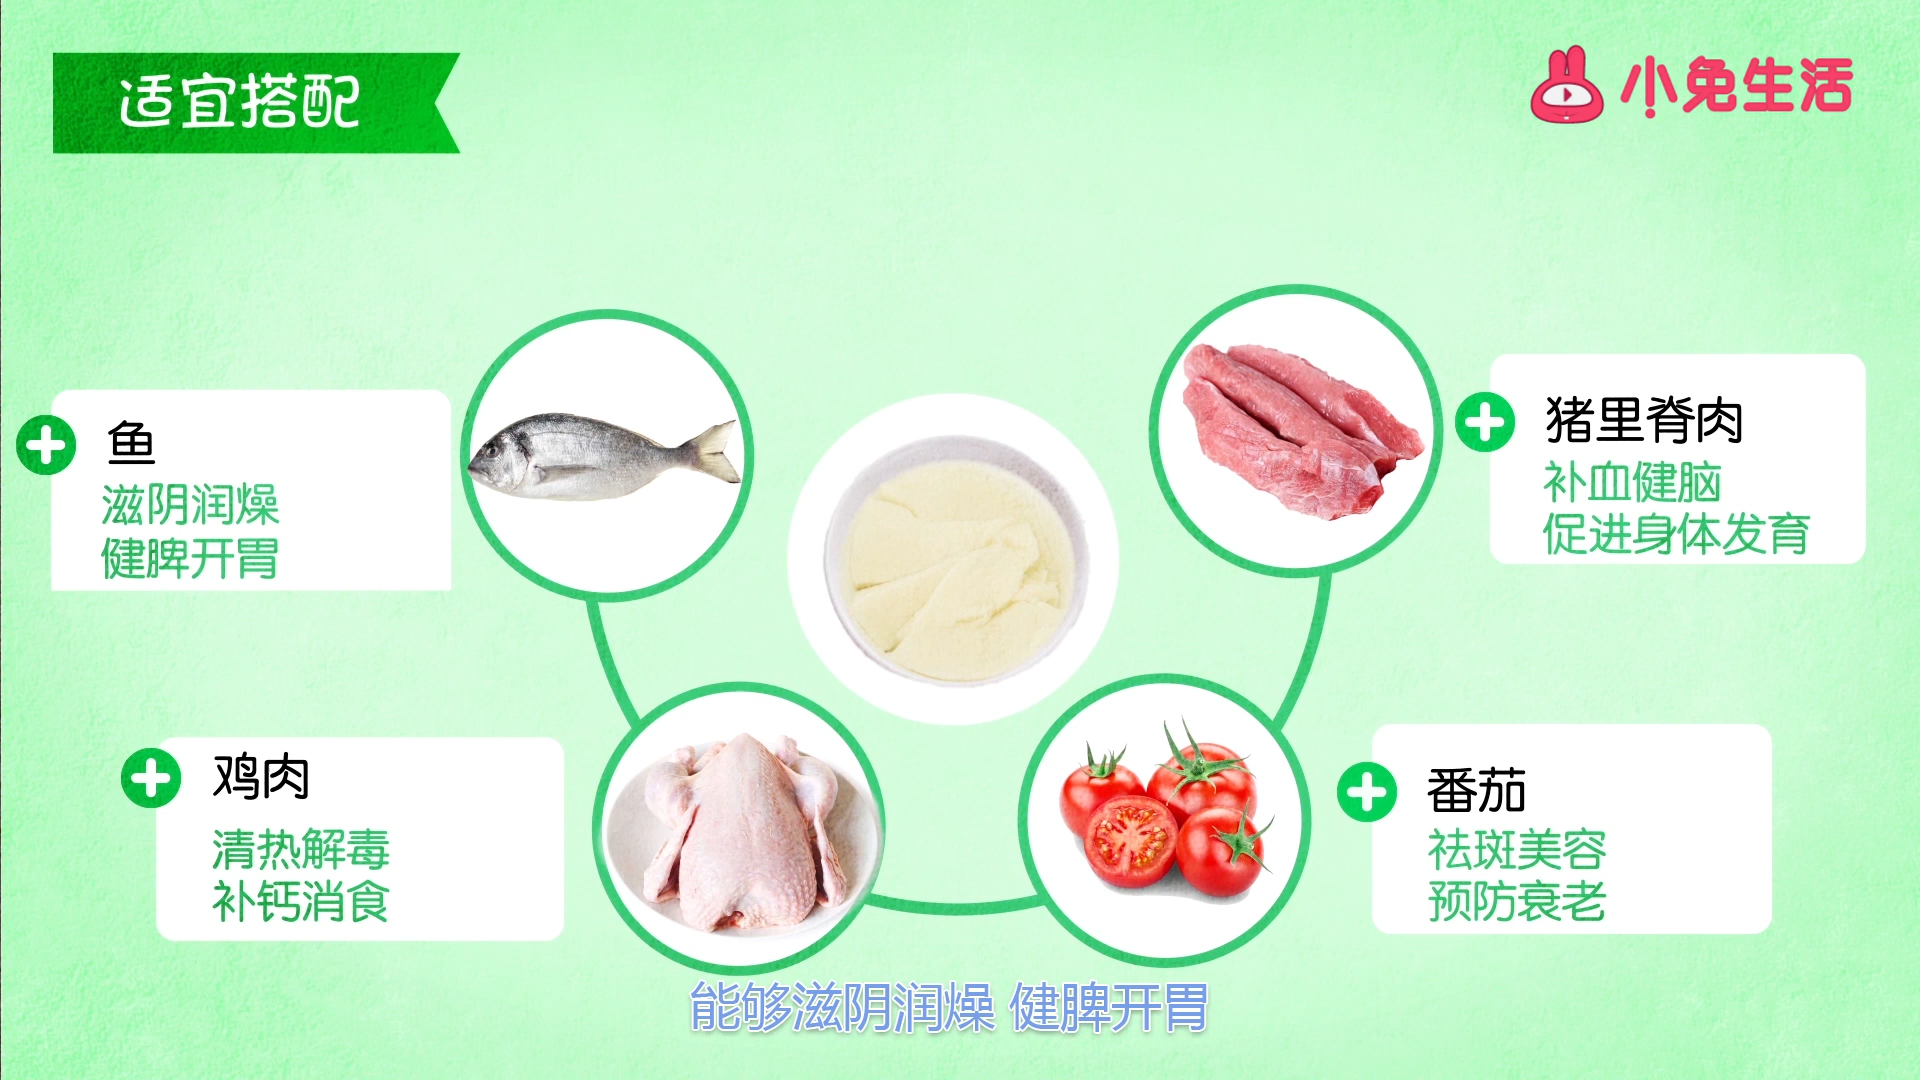 适宜搭配
小兔生活
鱼
滋阴润燥
健脾开胃
猪里脊肉
补血健脑
促进身体发育
鸡肉
清热解毒
补钙消食
番茄
祛斑美容
预防衰老
能够滋阴润燥 健脾开胃